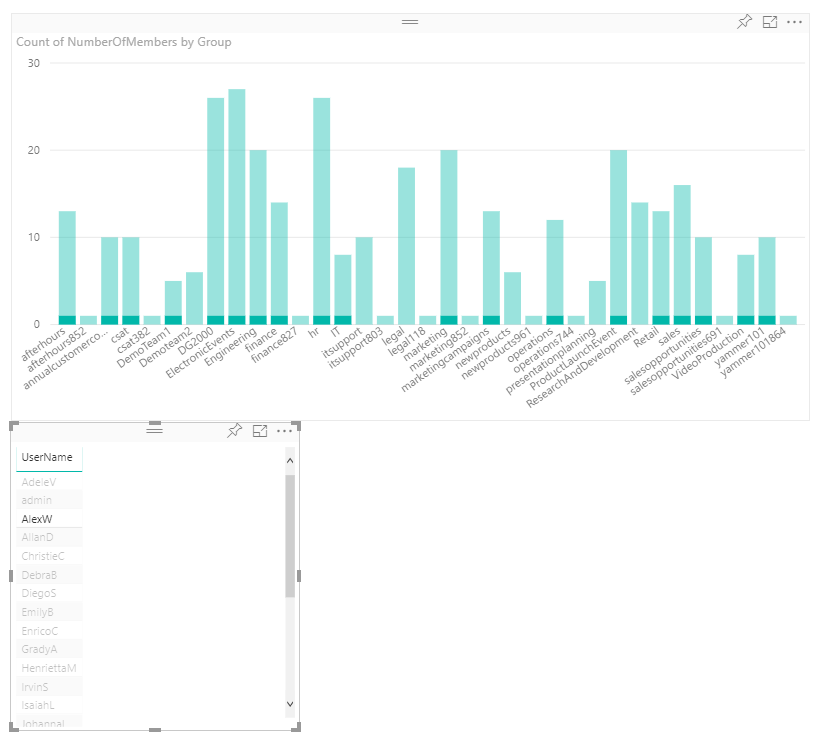 Count of NumberOfMembers by Group
30
20
10
0
afterhours
afterhours852
annualcustomerco...
csat
csat382
DemoTeam1
Demoteam2
DG2000
ElectronicEvents
Engineering
finance
finance827
hr
IT
itsupport
itsupport803
legal
legal118
marketing
marketing852
marketingcampaigns
newproducts
newproducts961
operations
operations744
presentationplanning
ProductLaunchEvent
ResearchAndDevelopment
Retail
sales
salesopportunities
salesopportunities691
VideoProduction
yammer101
yammer101864
UserName
AdeleV
admin
AlexW
AllanD
ChristieC
DebraB
DiegoS
EmilyB
EnricoC
GradyA
HenriettaM
IrvinS
IsaiahL
JohannaL